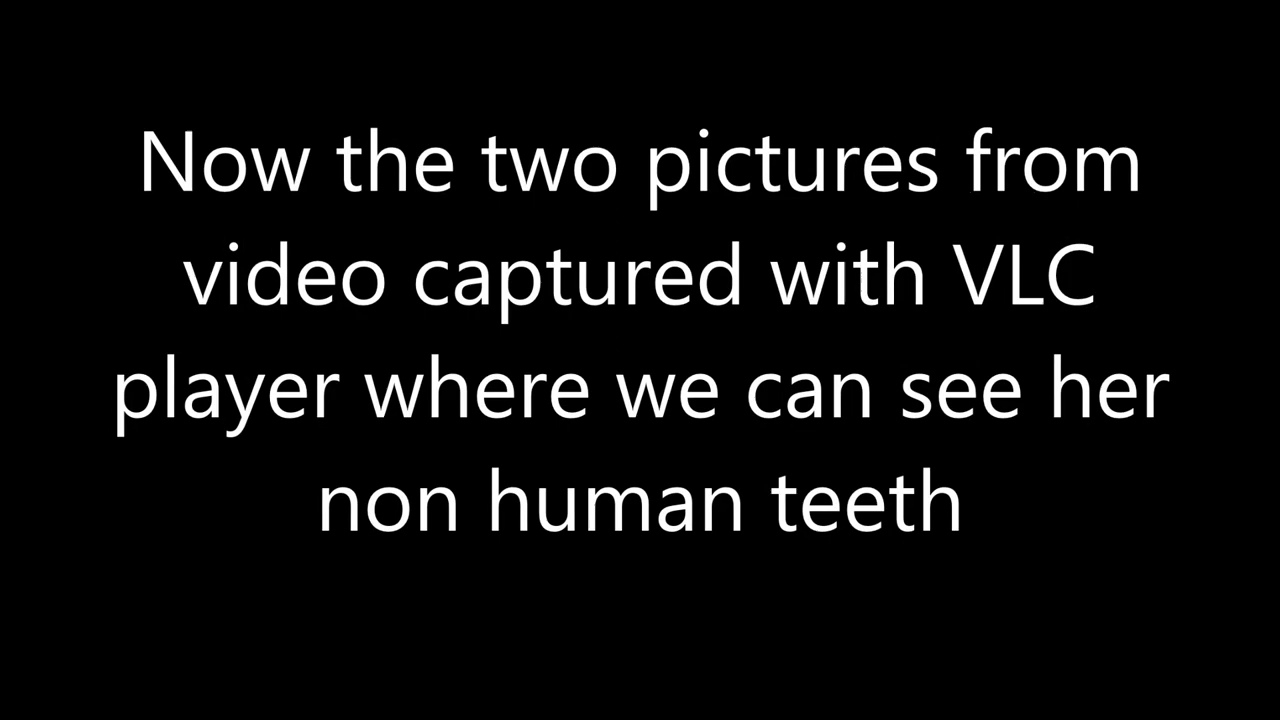 Now the two pictures from
video captured with VLC
player where we can see her
non human teeth